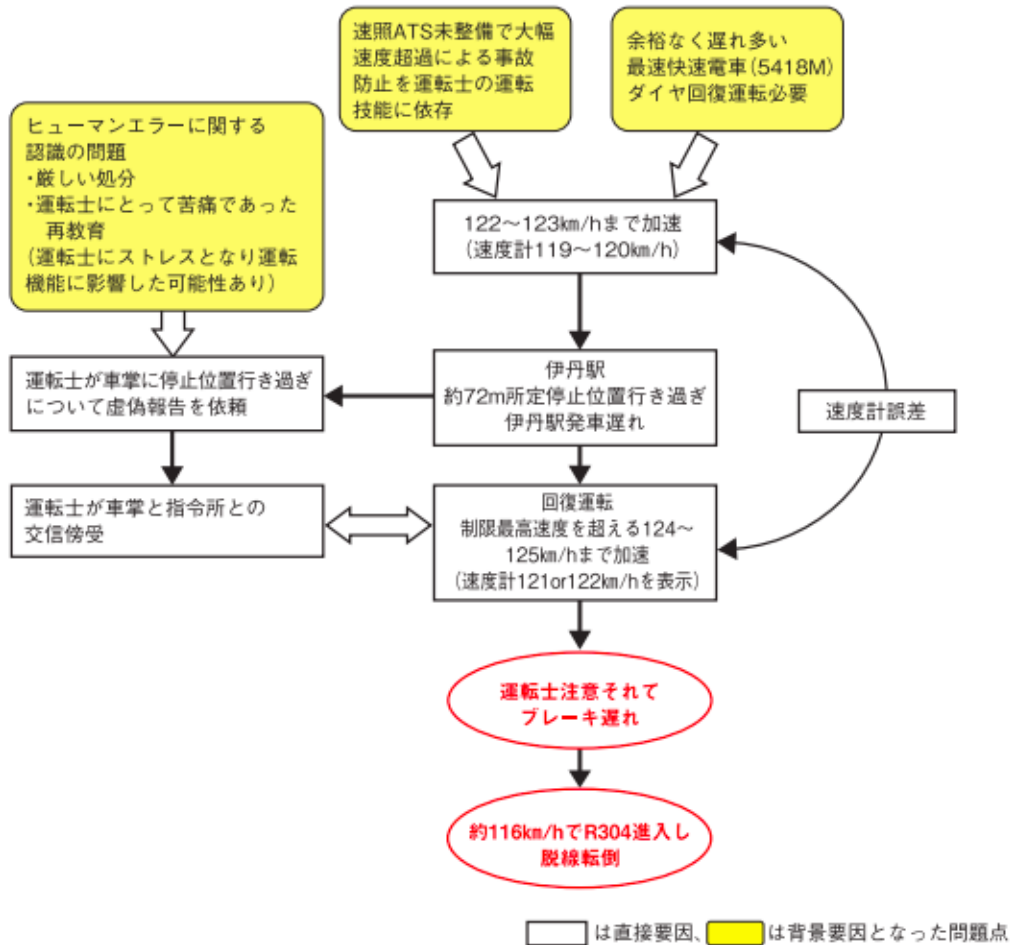 速照ATS未整備で大幅
速度超過による事故
防止を運転士の運転
技能に依存
余裕なく遅れ多い
最速快速電車(5418M)
ダイヤ回復運転必要
ヒューマンエラーに関する
認識の問題
・厳しい処分
・運転士にとって苦痛であった
再教育
(運転士にストレスとなり運転
機能に影響した可能性あり)
122〜123km/hまで加速
(速度計119〜120km/h)
運転士が車掌に停止位置行き過ぎ
について虚偽報告を依頼
伊丹駅
約72m所定停止位置行き過ぎ
伊丹駅発車遅れ
速度計誤差
運転士が車掌と指令所との
交信傍受
回復運転
制限最高速度を超える124〜
125km/hまで加速
(速度計121or122km/hを表示)
運転士注意それて
ブレーキ遅れ
約116km/hでR304進入し
脱線転倒
は直接要因、は背景要因となった問題点